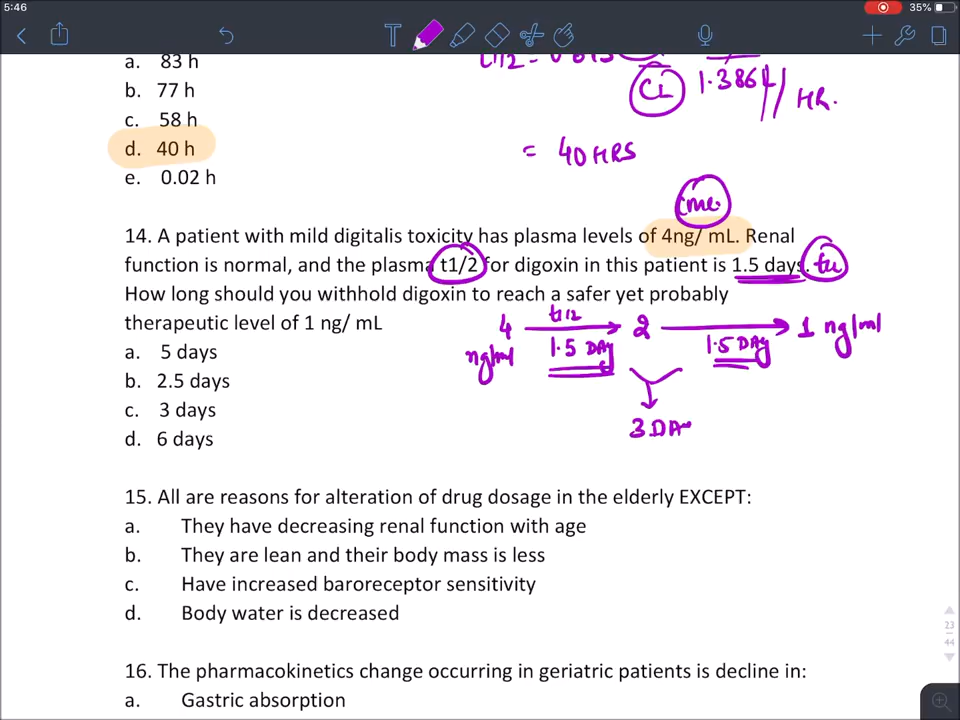 5:46
35%
T
a. 83 h
b. 77 h
c. 58 h
d. 40 h
e. 0.02 h
CL 1.3864/ HR.
= 40 HRS
14. A patient with mild digitalis toxicity has plasma levels of 4ng/ mL. Renal
function is normal, and the plasma t1/2 for digoxin in this patient is 1.5 days.
How long should you withhold digoxin to reach a safer yet probably
therapeutic level of 1 ng/ mL
4 ng/ml t1/2 1.5 DAY 2 1.5 DAY 1 ng/ml
3 DA
a. 5 days
b. 2.5 days
c. 3 days
d. 6 days
15. All are reasons for alteration of drug dosage in the elderly EXCEPT:
a. They have decreasing renal function with age
b. They are lean and their body mass is less
c. Have increased baroreceptor sensitivity
d. Body water is decreased
16. The pharmacokinetics change occurring in geriatric patients is decline in:
a. Gastric absorption
23
44